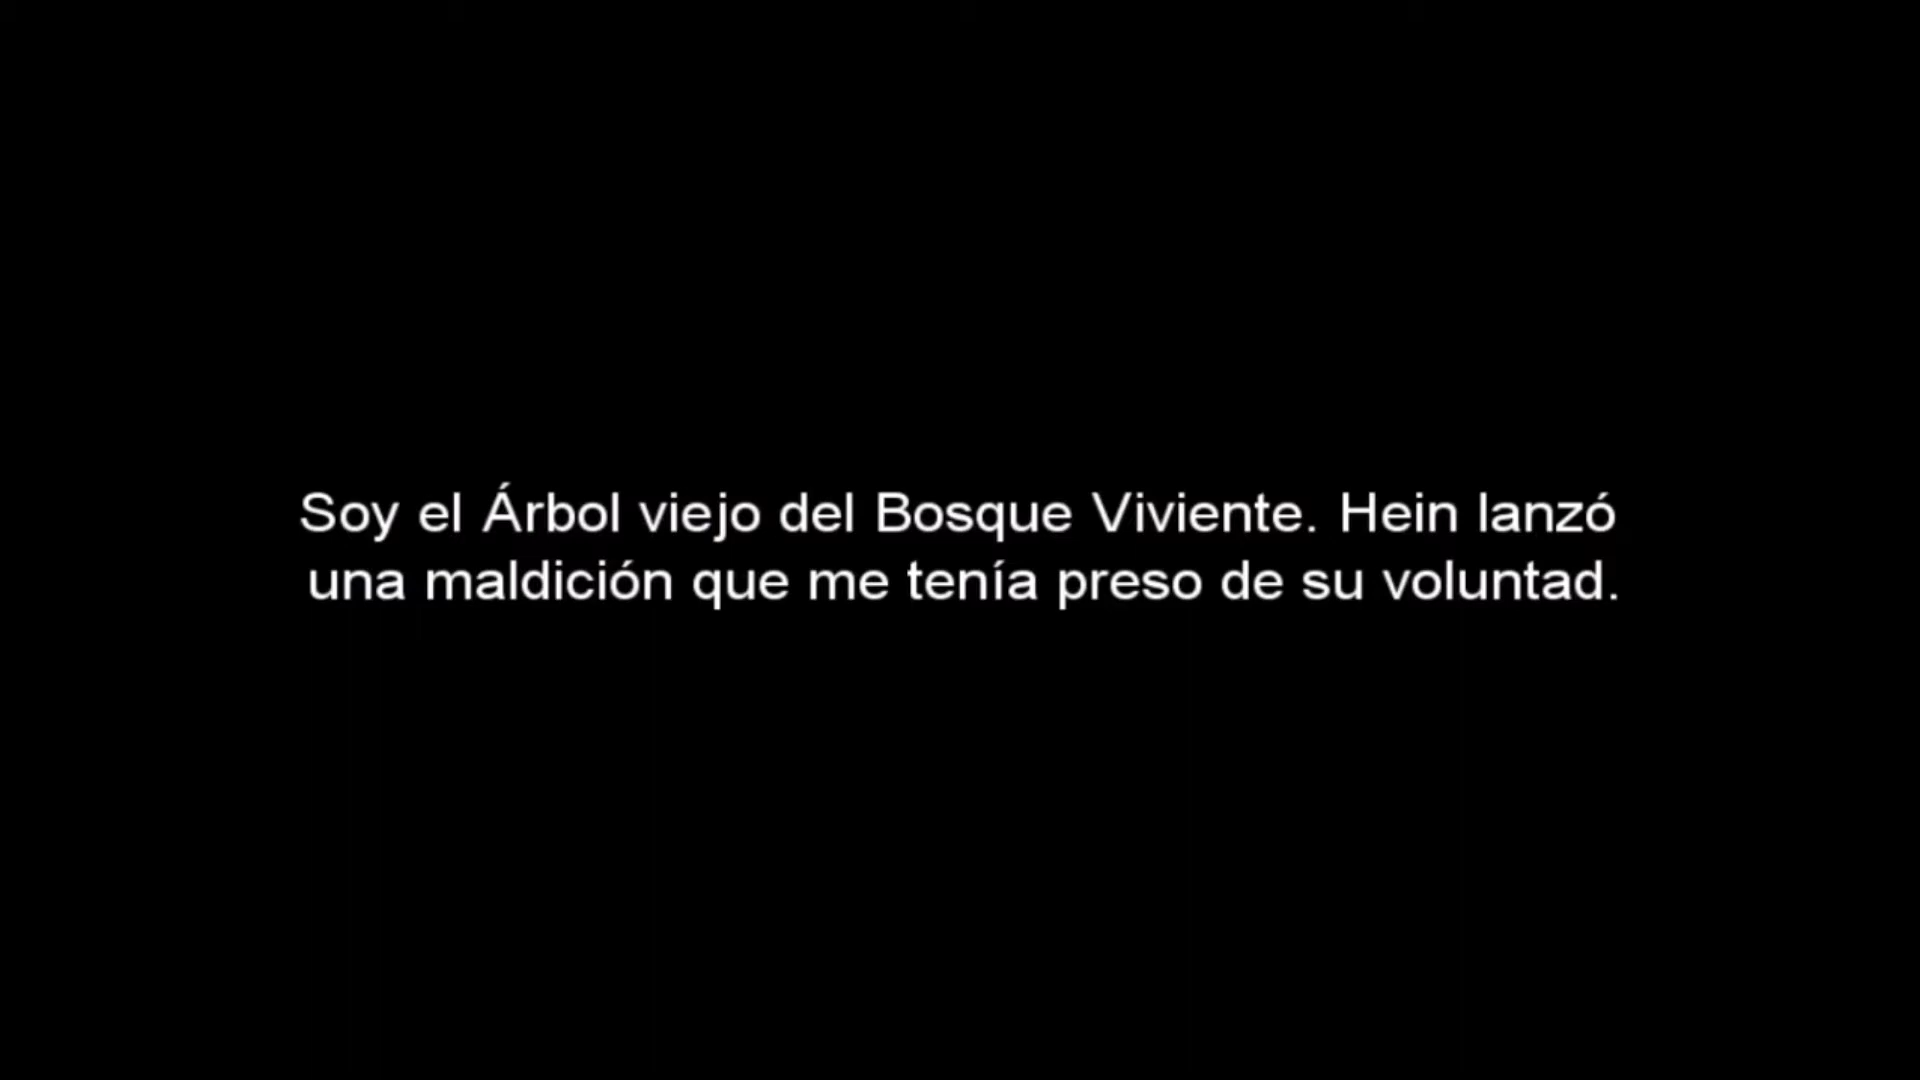 Soy el Árbol viejo del Bosque Viviente. Hein lanzó
una maldición que me tenía preso de su voluntad.